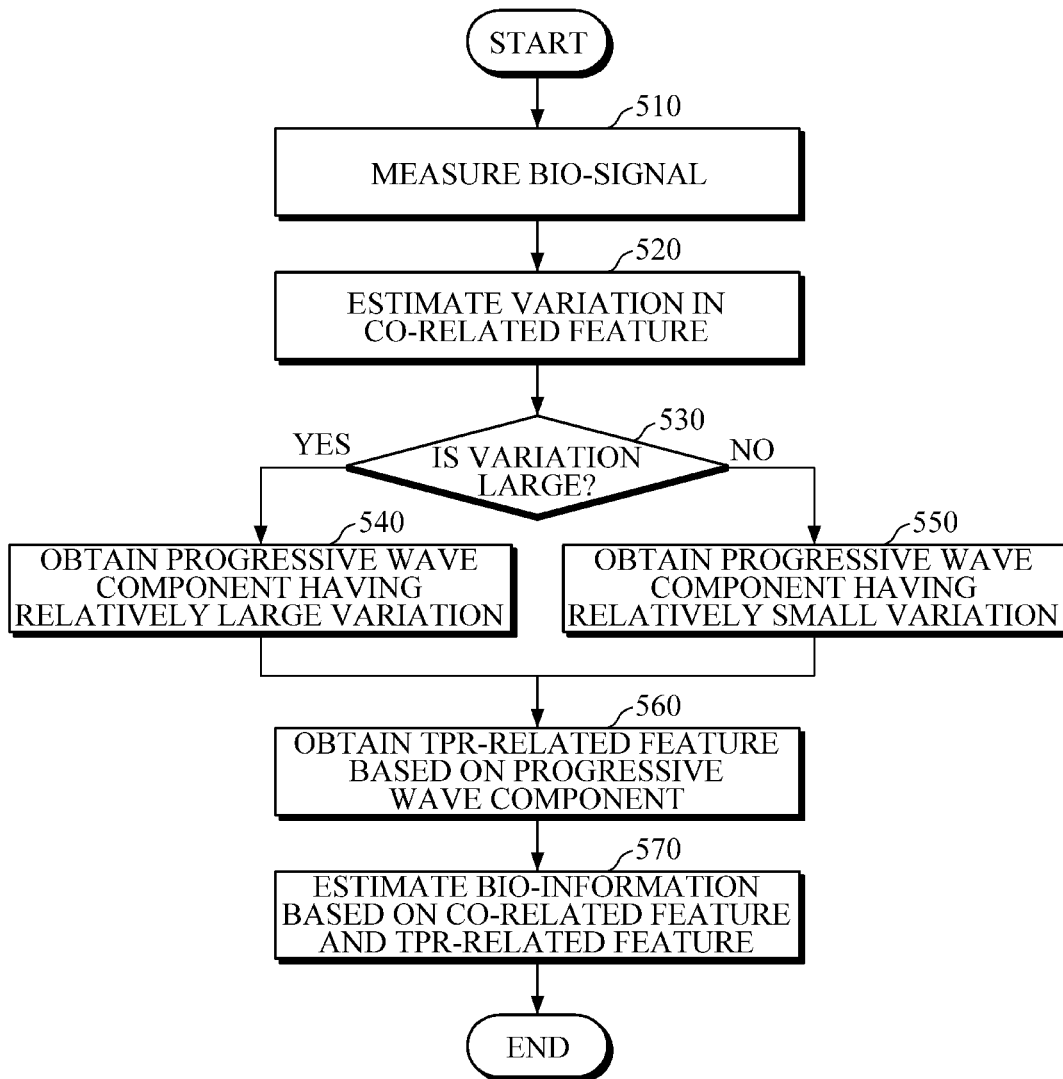 START
510
MEASURE BIO-SIGNAL
520
ESTIMATE VARIATION IN
CO-RELATED FEATURE
530
YES
IS VARIATION
LARGE?
NO
540
OBTAIN PROGRESSIVE WAVE
COMPONENT HAVING
RELATIVELY LARGE VARIATION
550
OBTAIN PROGRESSIVE WAVE
COMPONENT HAVING
RELATIVELY SMALL VARIATION
560
OBTAIN TPR-RELATED FEATURE
BASED ON PROGRESSIVE
WAVE COMPONENT
570
ESTIMATE BIO-INFORMATION
BASED ON CO-RELATED FEATURE
AND TPR-RELATED FEATURE
END